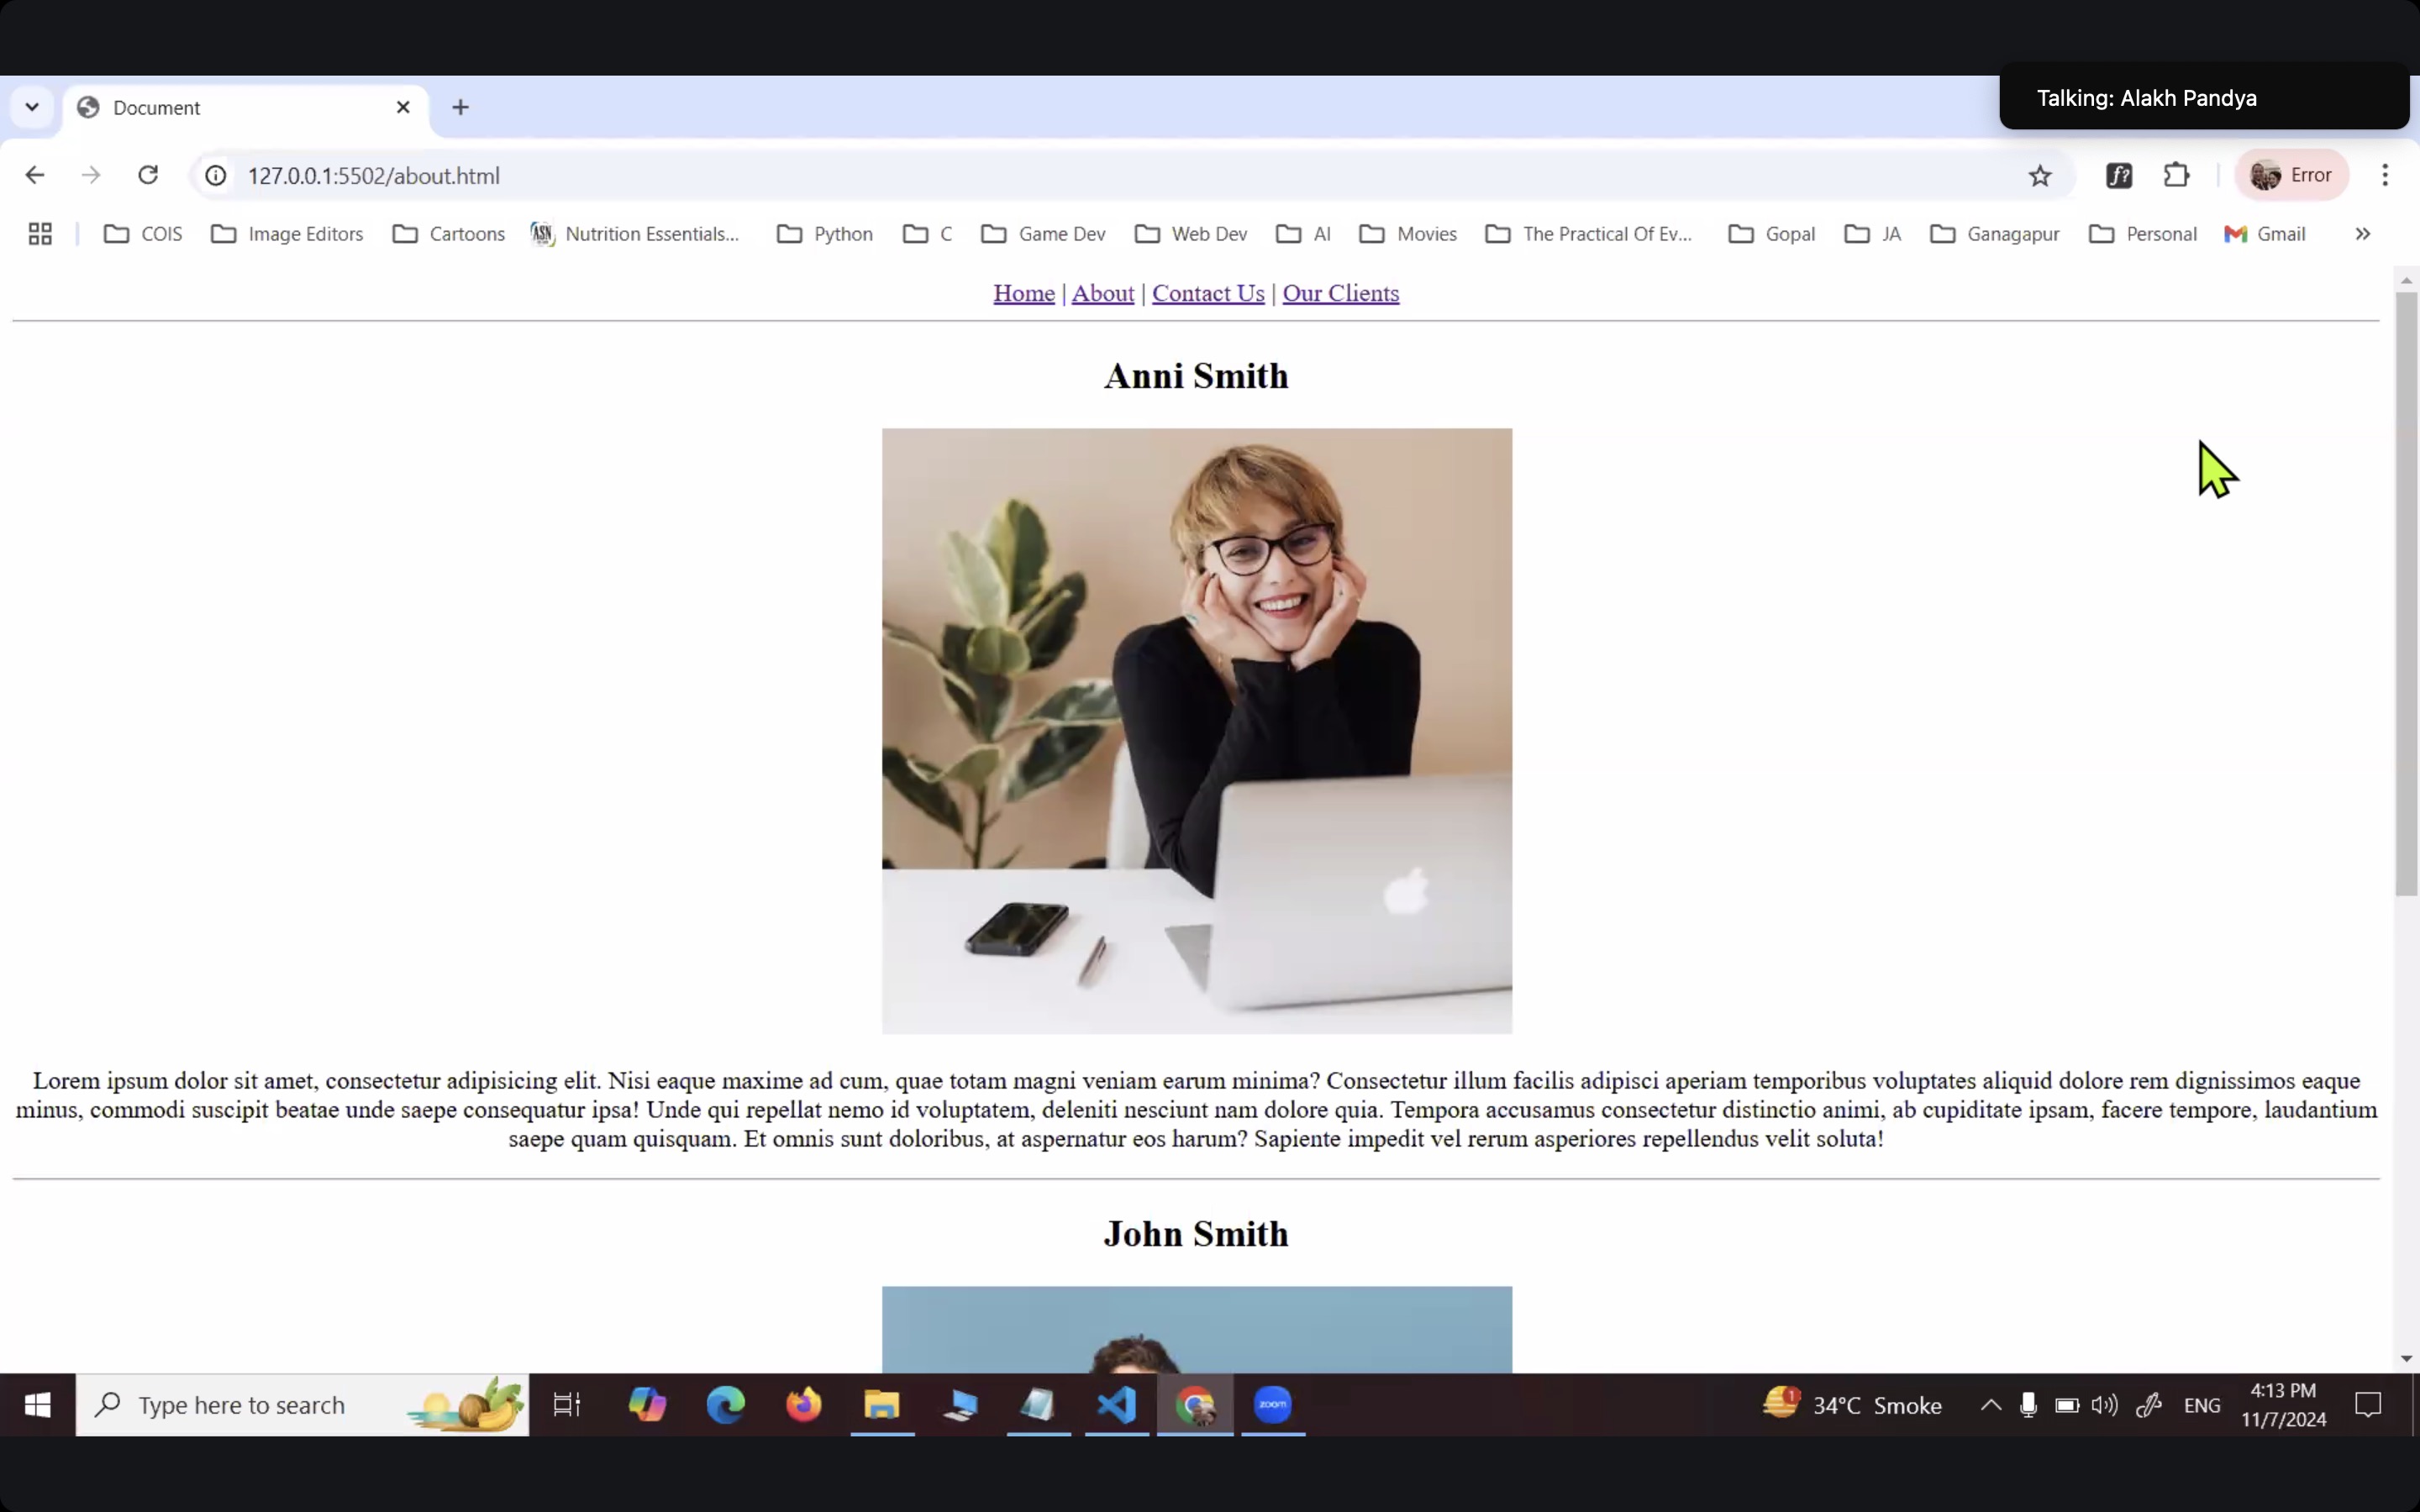 Talking: Alakh Pandya
Document
127.0.0.1:5502/about.html
Error
COIS Image Editors Cartoons ASN Nutrition Essentials... Python C Game Dev Web Dev AI Movies The Practical Of Ev... Gopal JA Ganagapur Personal Gmail
Home | About | Contact Us | Our Clients
Anni Smith
Lorem ipsum dolor sit amet, consectetur adipisicing elit. Nisi eaque maxime ad cum, quae totam magni veniam earum minima? Consectetur illum facilis adipisci aperiam temporibus voluptates aliquid dolore rem dignissimos eaque
minus, commodi suscipit beatae unde saepe consequatur ipsa! Unde qui repellat nemo id voluptatem, deleniti nesciunt nam dolore quia. Tempora accusamus consectetur distinctio animi, ab cupiditate ipsam, facere tempore, laudantium
saepe quam quisquam. Et omnis sunt doloribus, at aspernatur eos harum? Sapiente impedit vel rerum asperiores repellendus velit soluta!
John Smith
Type here to search
zoom
1
34°C Smoke
ENG
4:13 PM
11/7/2024